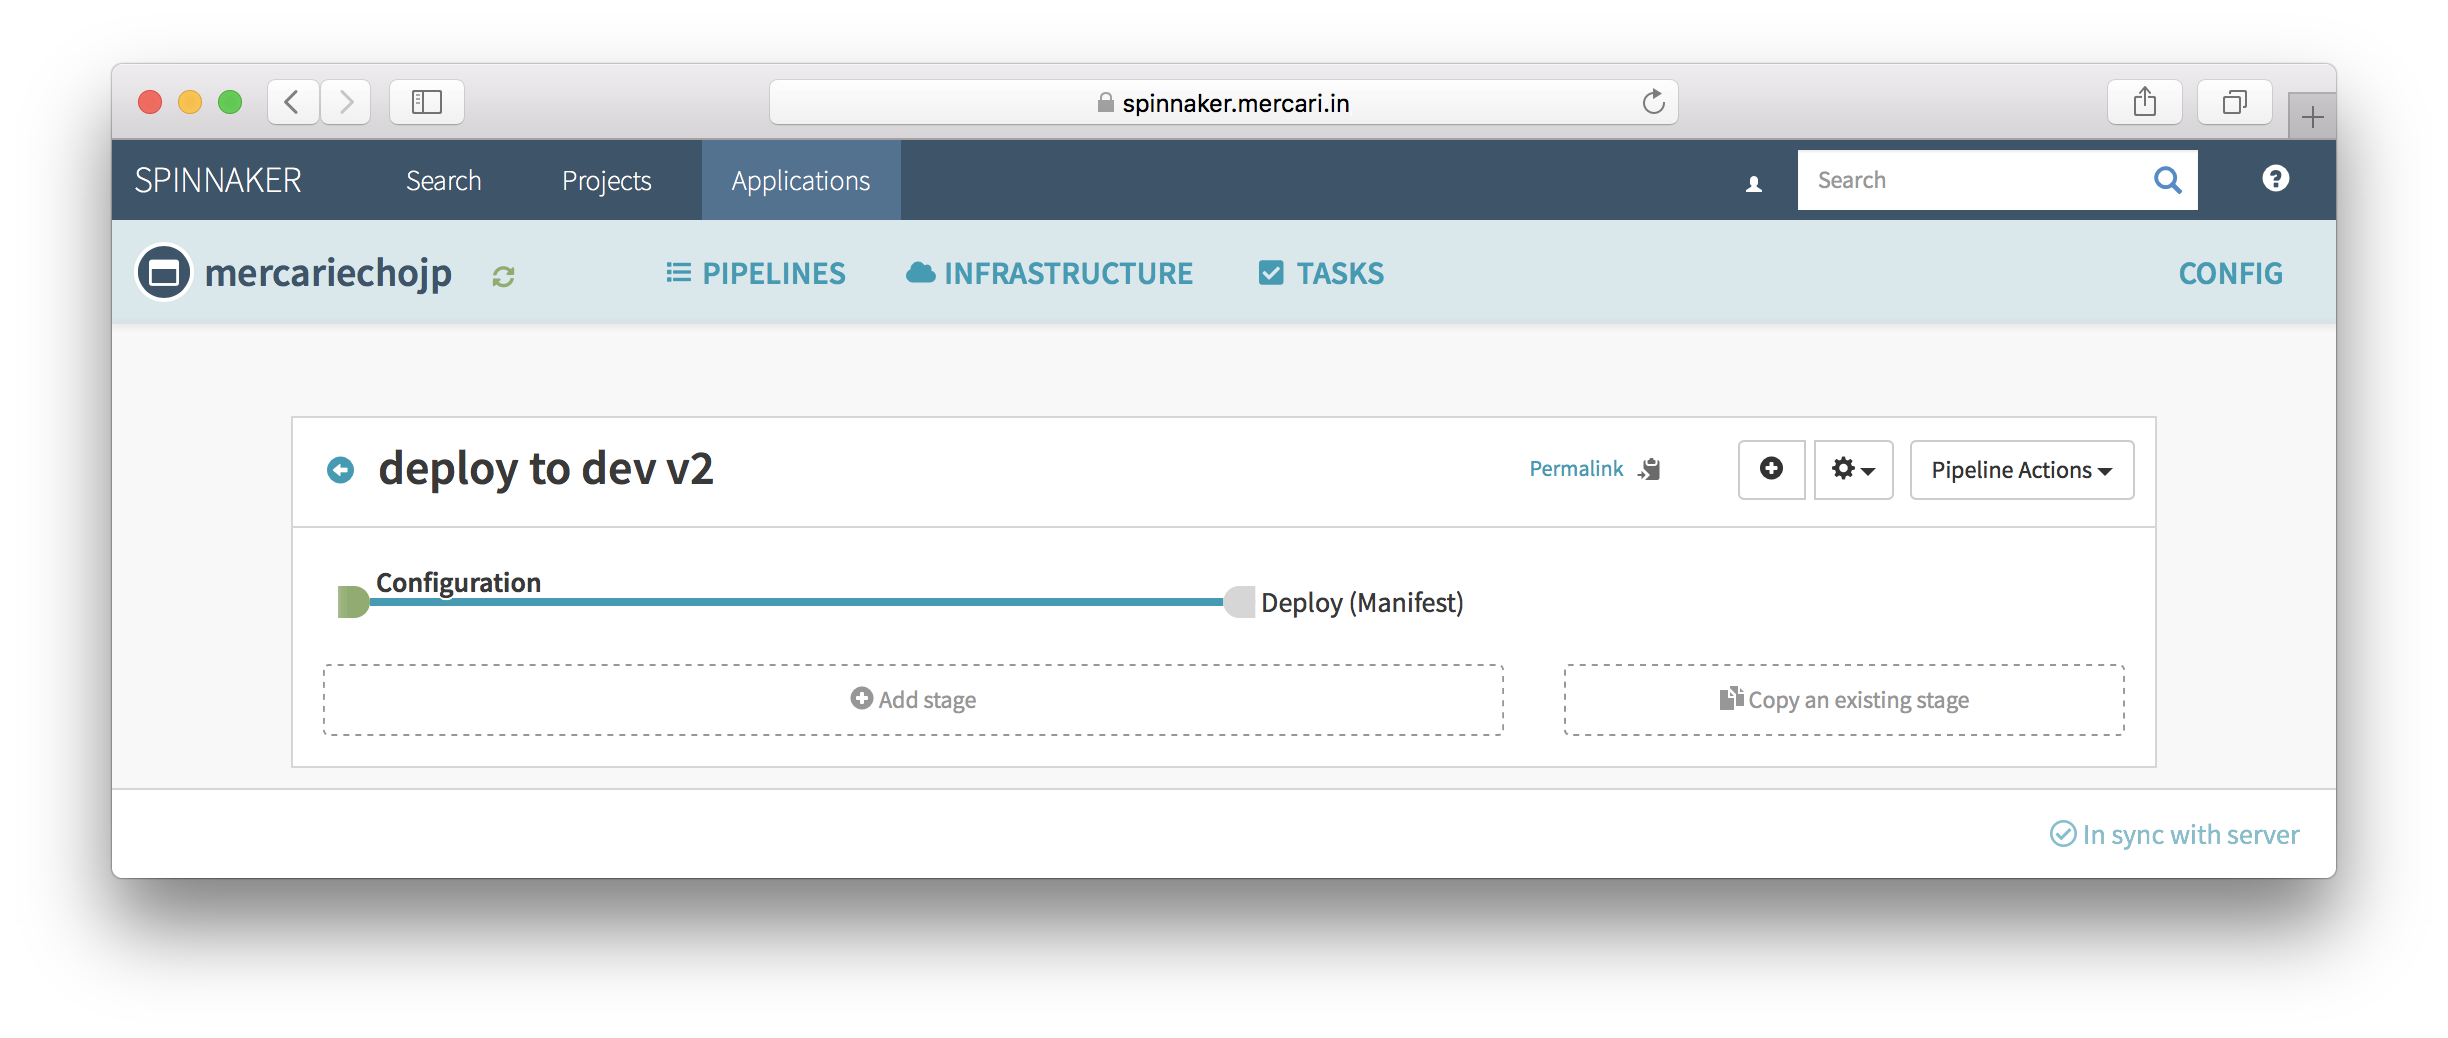 spinnaker.mercari.in
SPINNAKER Search Projects Applications Search
mercariechojp PIPELINES INFRASTRUCTURE TASKS CONFIG
deploy to dev v2 Permalink Pipeline Actions
Configuration
Deploy (Manifest)
Add stage Copy an existing stage
In sync with server